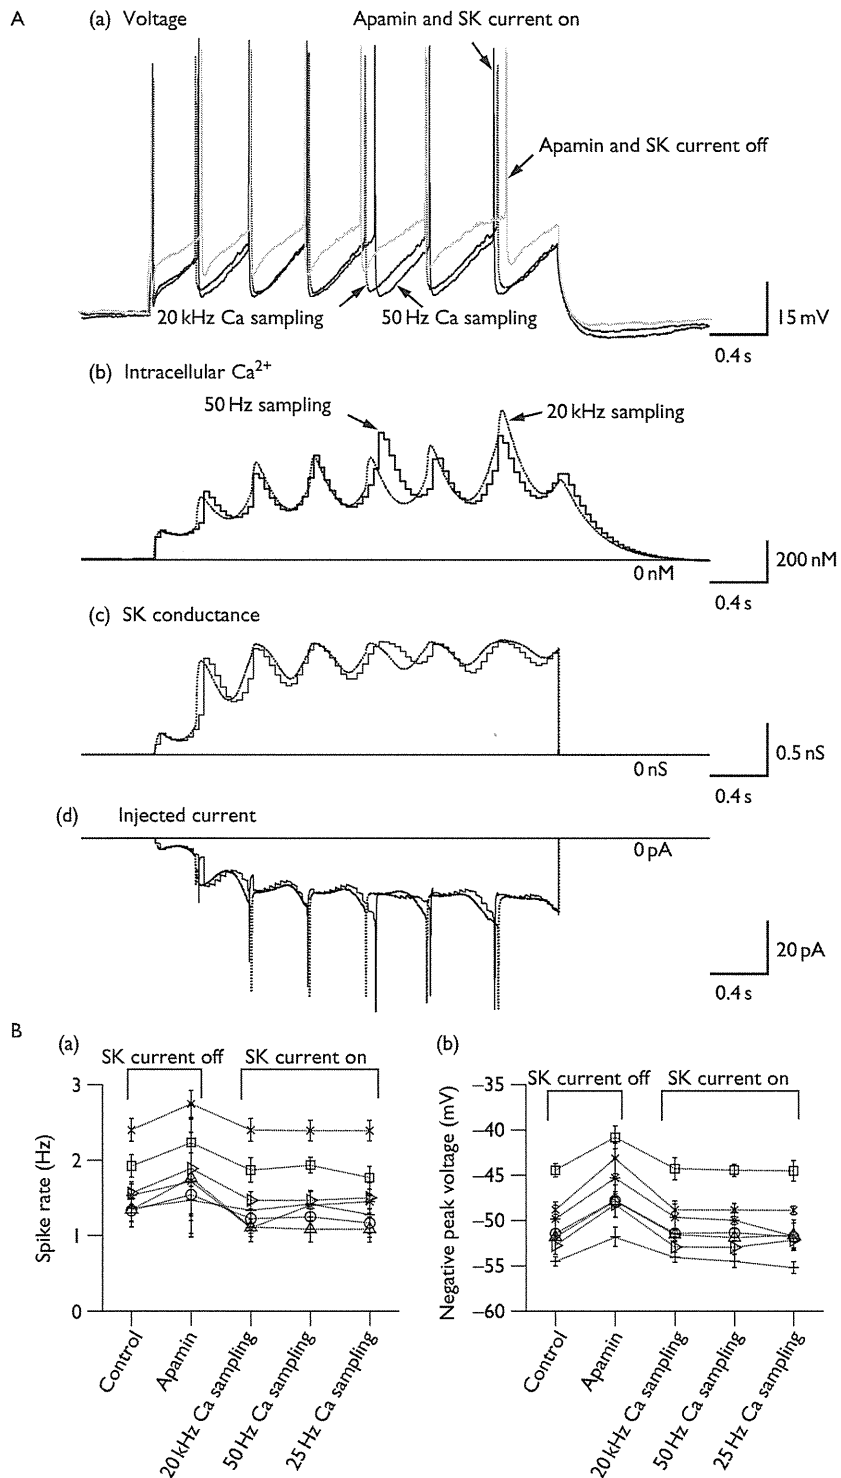 A
(a) Voltage
Apamin and SK current on
Apamin and SK current off
20 kHz Ca sampling
50 Hz Ca sampling
15 mV
0.4 s
(b) Intracellular Ca²⁺
50 Hz sampling
20 kHz sampling
0 nM
200 nM
0.4 s
(c) SK conductance
0 nS
0.5 nS
0.4 s
(d) Injected current
0 pA
20 pA
0.4 s
B
(a)
SK current off
SK current on
3
2
1
0
Spike rate (Hz)
Control
Apamin
20 kHz Ca sampling
50 Hz Ca sampling
25 Hz Ca sampling
(b)
SK current off
SK current on
−35
−40
−45
−50
−55
−60
Negative peak voltage (mV)
Control
Apamin
20 kHz Ca sampling
50 Hz Ca sampling
25 Hz Ca sampling